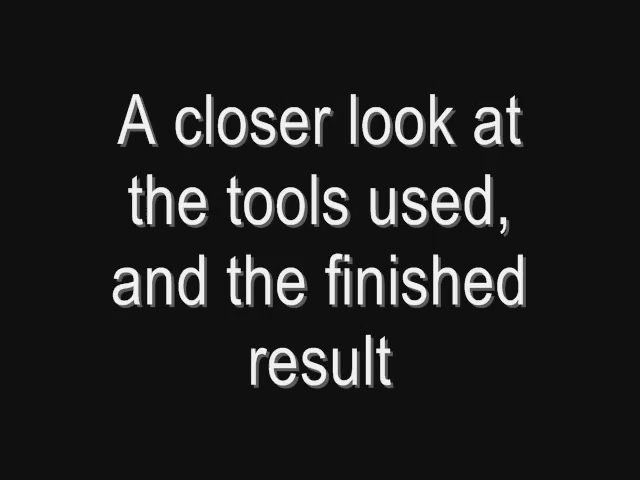 A closer look at
the tools used,
and the finished
result